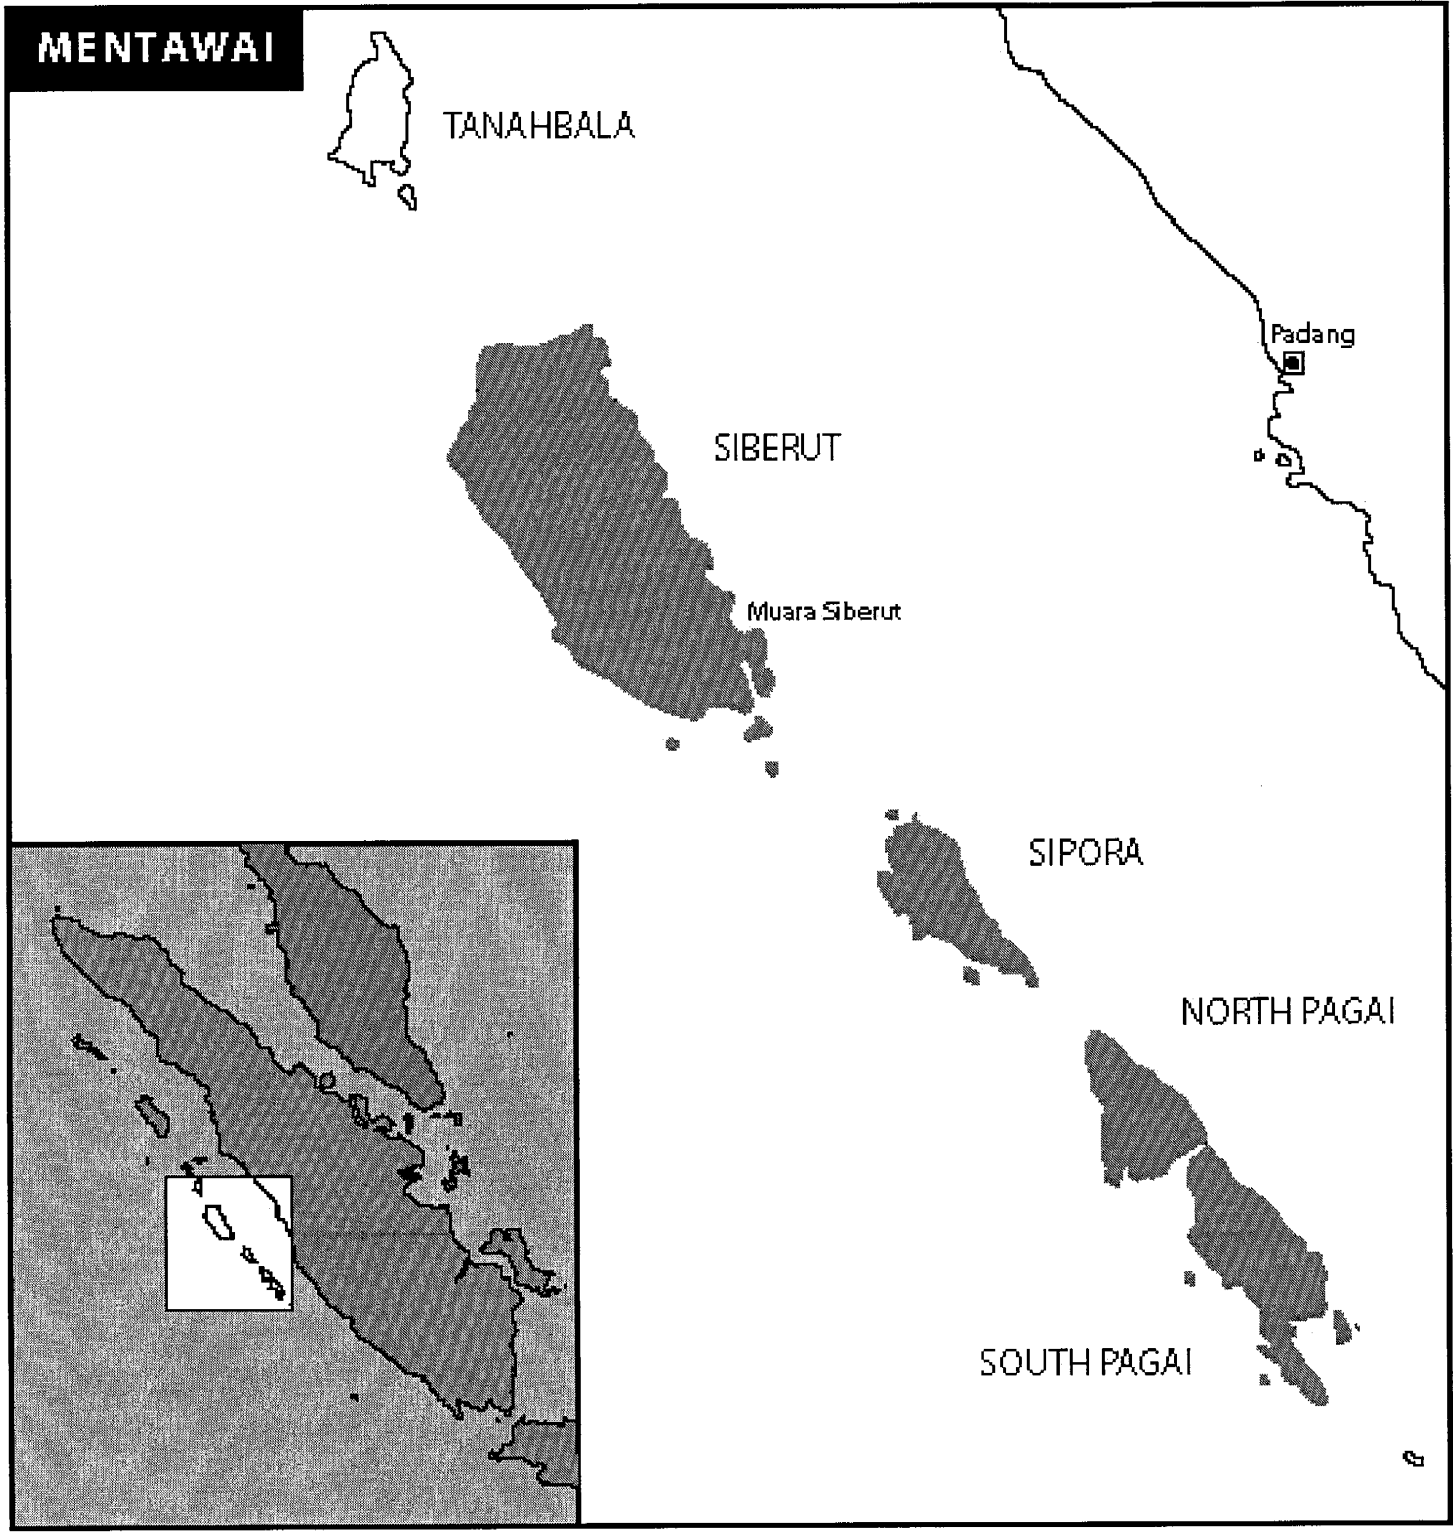 MENTAWAI
TANAHBALA
Padang
SIBERUT
Muara Siberut
SIPORA
NORTH PAGAI
SOUTH PAGAI